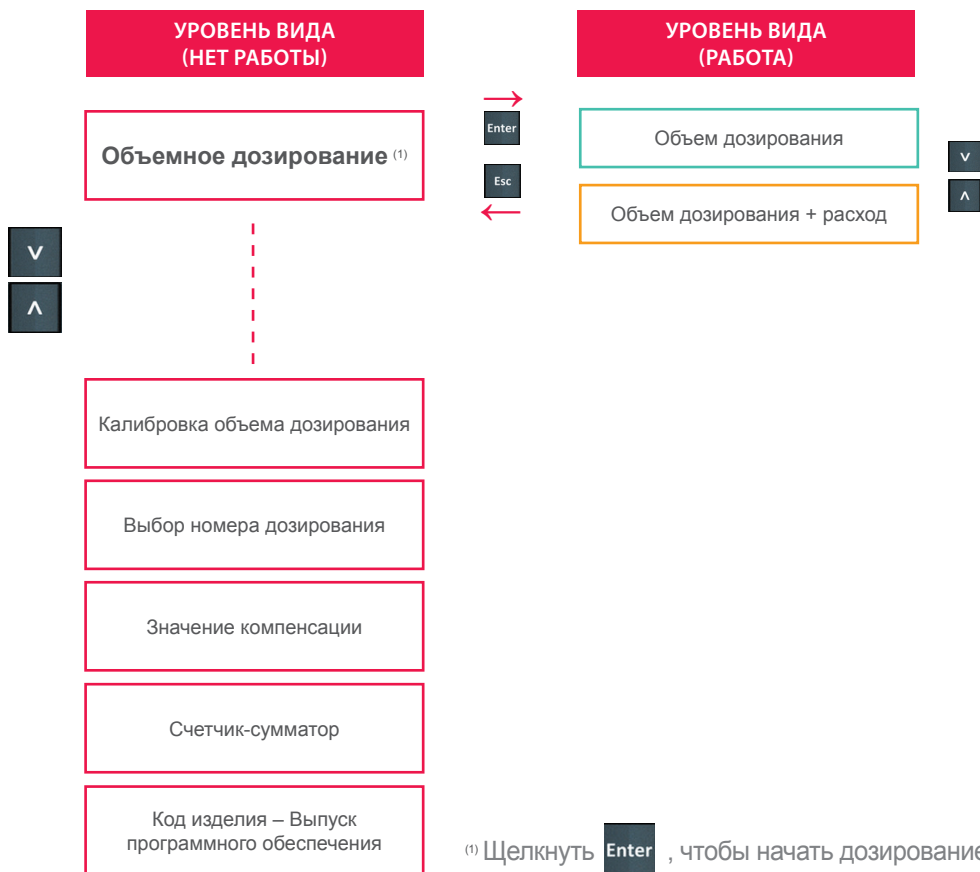 УРОВЕНЬ ВИДА
(НЕТ РАБОТЫ)
УРОВЕНЬ ВИДА
(РАБОТА)
Объемное дозирование (1)
Enter
Esc
Объем дозирования
Объем дозирования + расход
Калибровка объема дозирования
Выбор номера дозирования
Значение компенсации
Счетчик-сумматор
Код изделия – Выпуск
программного обеспечения
(1) Щелкнуть Enter , чтобы начать дозирование